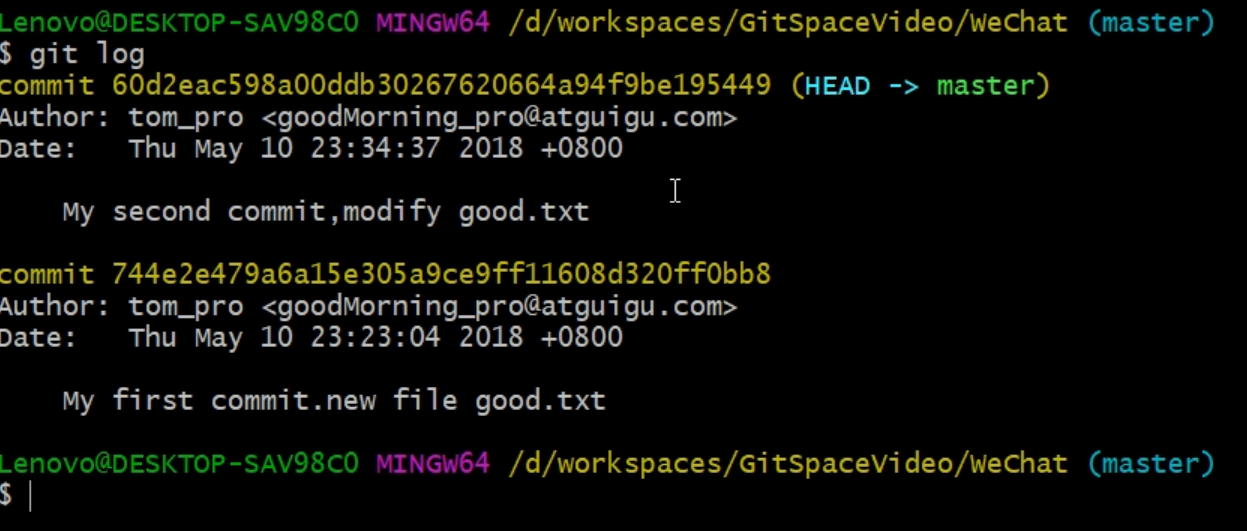 Lenovo@DESKTOP-SAV98C0 MINGW64 /d/workspaces/GitSpaceVideo/WeChat (master)
$ git log
commit 60d2eac598a00ddb30267620664a94f9be195449 (HEAD -> master)
Author: tom_pro <goodMorning_pro@atguigu.com>
Date:   Thu May 10 23:34:37 2018 +0800
    My second commit,modify good.txt
commit 744e2e479a6a15e305a9ce9ff11608d320ff0bb8
Author: tom_pro <goodMorning_pro@atguigu.com>
Date:   Thu May 10 23:23:04 2018 +0800
    My first commit.new file good.txt
Lenovo@DESKTOP-SAV98C0 MINGW64 /d/workspaces/GitSpaceVideo/WeChat (master)
$